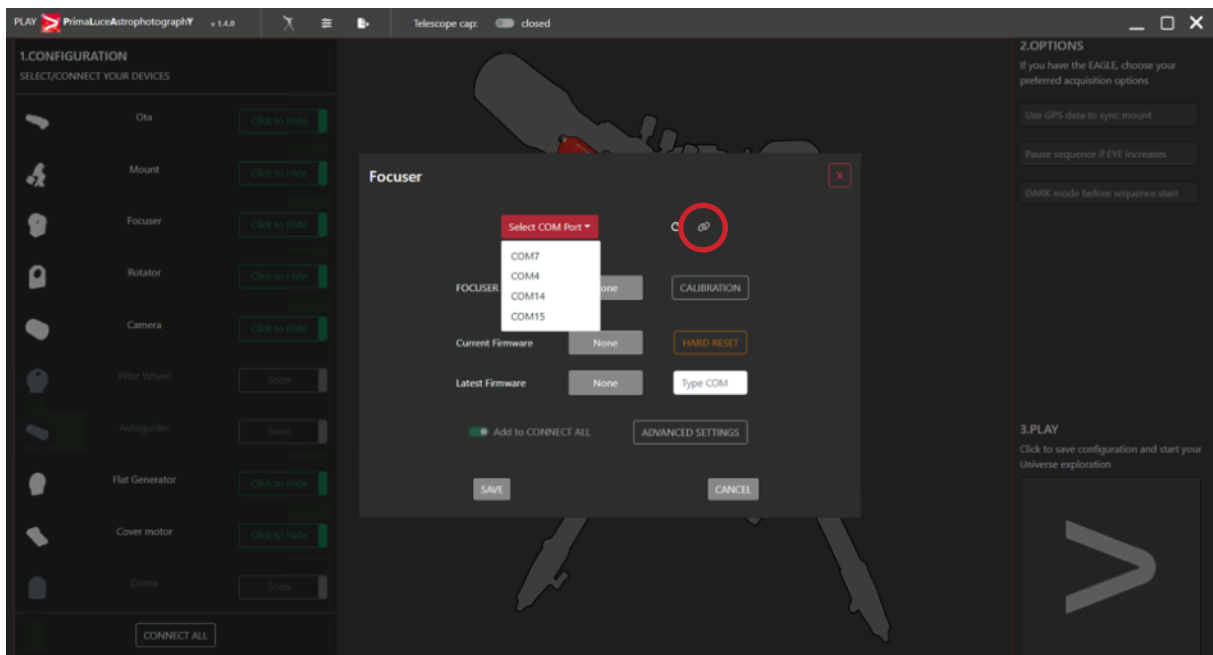 PLAY PrimaLuceAstrophotographY v 1.4.0 Telescope cap: closed
1.CONFIGURATION
SELECT/CONNECT YOUR DEVICES
Ota Click to Hide
Mount Click to Hide
Focuser Click to Hide
Rotator Click to Hide
Camera Click to Hide
Filter Wheel Soon
Autoguider Soon
Flat Generator Click to Hide
Cover motor Click to Hide
Dome Soon
CONNECT ALL
Focuser X
Select COM Port
COM7
COM4
COM14
COM15
FOCUSER CALIBRATION
Current Firmware None HARD RESET
Latest Firmware None Type COM
Add to CONNECT ALL ADVANCED SETTINGS
SAVE CANCEL
2.OPTIONS
If you have the EAGLE, choose your
preferred acquisition options
Use GPS data to sync mount
Pause sequence if EYE increases
DARK mode before sequence start
3.PLAY
Click to save configuration and start your
Universe exploration